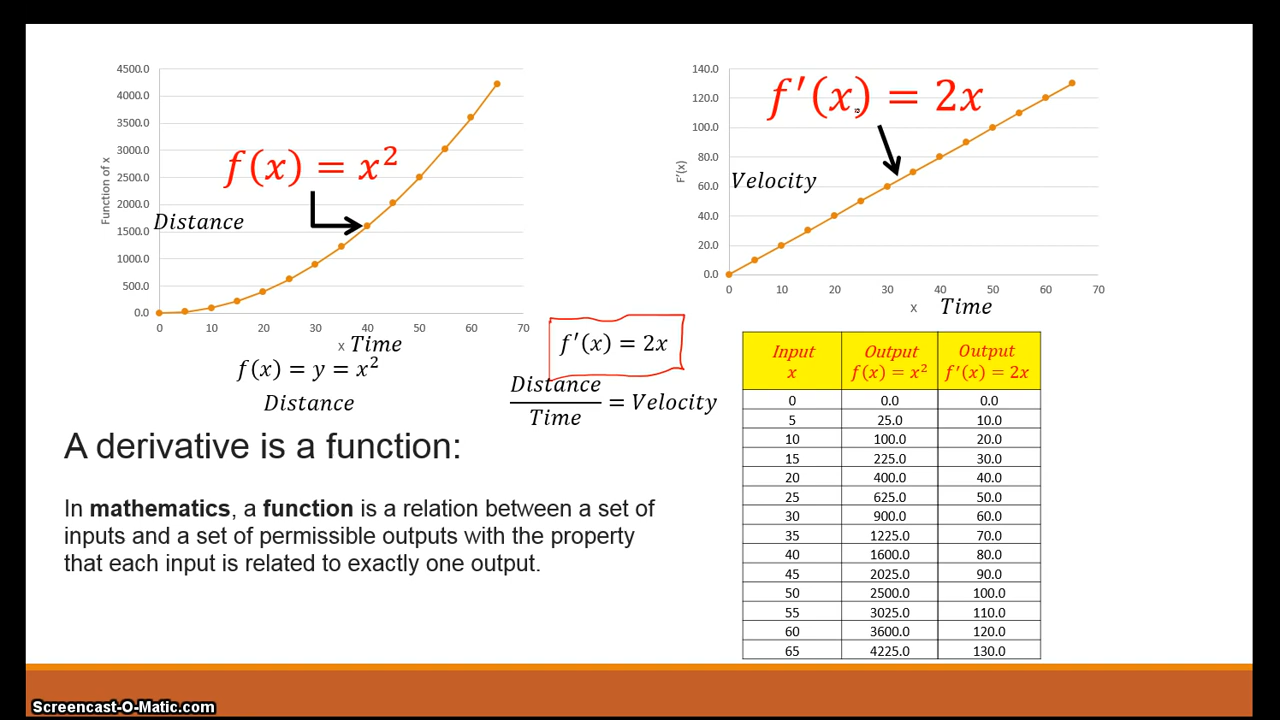 4500.0
4000.0
3500.0
3000.0
2500.0
2000.0
1500.0
1000.0
500.0
0.0
Function of x
f(x) = x²
Distance
0 10 20 30 40 50 60 70
x Time
f(x) = y = x²
Distance
140.0
120.0
100.0
80.0
60.0
40.0
20.0
0.0
F'(x)
f'(x) = 2x
Velocity
0 10 20 30 40 50 60 70
x Time
f'(x) = 2x
Distance
Time
= Velocity
A derivative is a function:
In mathematics, a function is a relation between a set of
inputs and a set of permissible outputs with the property
that each input is related to exactly one output.
Input Output Output
x f(x) = x² f'(x) = 2x
0 0.0 0.0
5 25.0 10.0
10 100.0 20.0
15 225.0 30.0
20 400.0 40.0
25 625.0 50.0
30 900.0 60.0
35 1225.0 70.0
40 1600.0 80.0
45 2025.0 90.0
50 2500.0 100.0
55 3025.0 110.0
60 3600.0 120.0
65 4225.0 130.0
Screencast-O-Matic.com